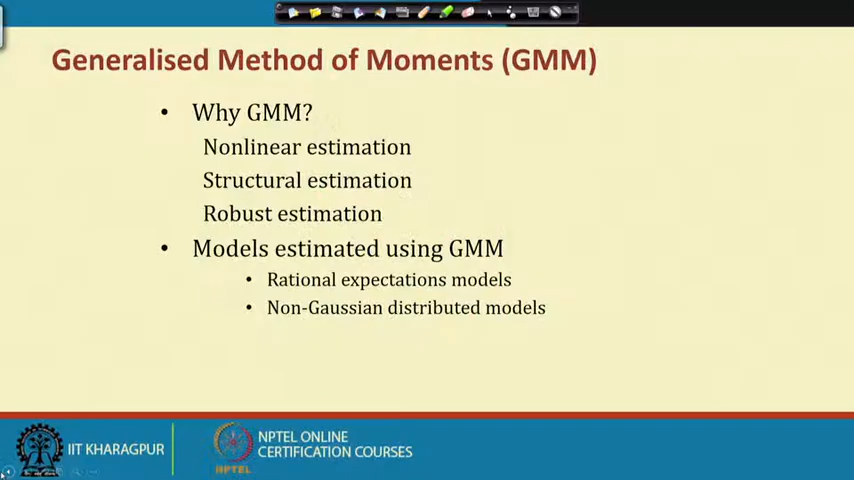 Generalised Method of Moments (GMM)
• Why GMM?
Nonlinear estimation
Structural estimation
Robust estimation
• Models estimated using GMM
• Rational expectations models
• Non-Gaussian distributed models
IIT KHARAGPUR
NPTEL ONLINE
CERTIFICATION COURSES
NPTEL